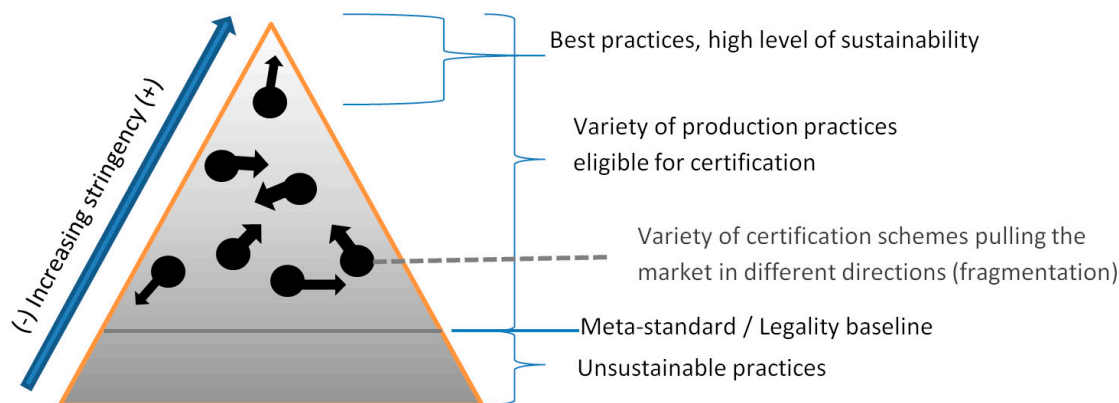 (-) Increasing stringency (+)
Best practices, high level of sustainability
Variety of production practices
eligible for certification
Variety of certification schemes pulling the
market in different directions (fragmentation)
Meta-standard / Legality baseline
Unsustainable practices